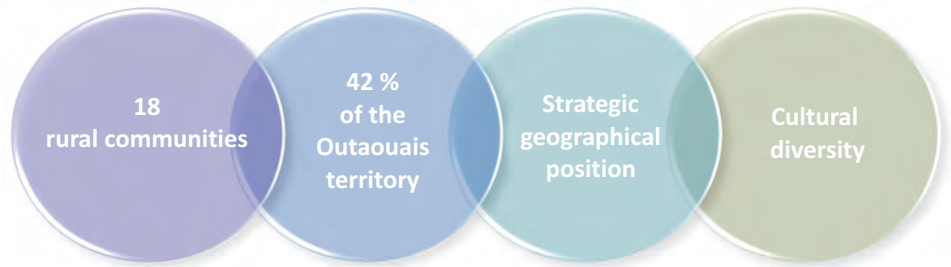 18
rural communities
42 %
of the
Outaouais
territory
Strategic
geographical
position
Cultural
diversity